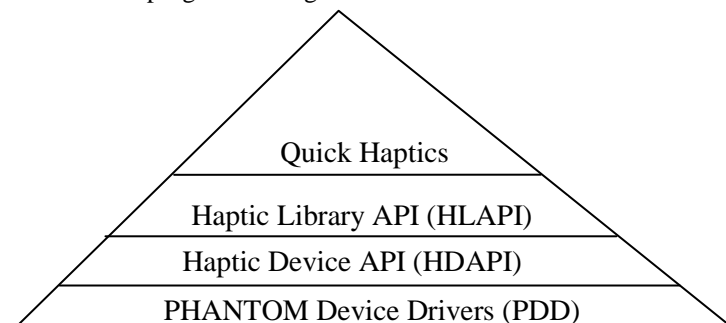 Quick Haptics
Haptic Library API (HLAPI)
Haptic Device API (HDAPI)
PHANTOM Device Drivers (PDD)